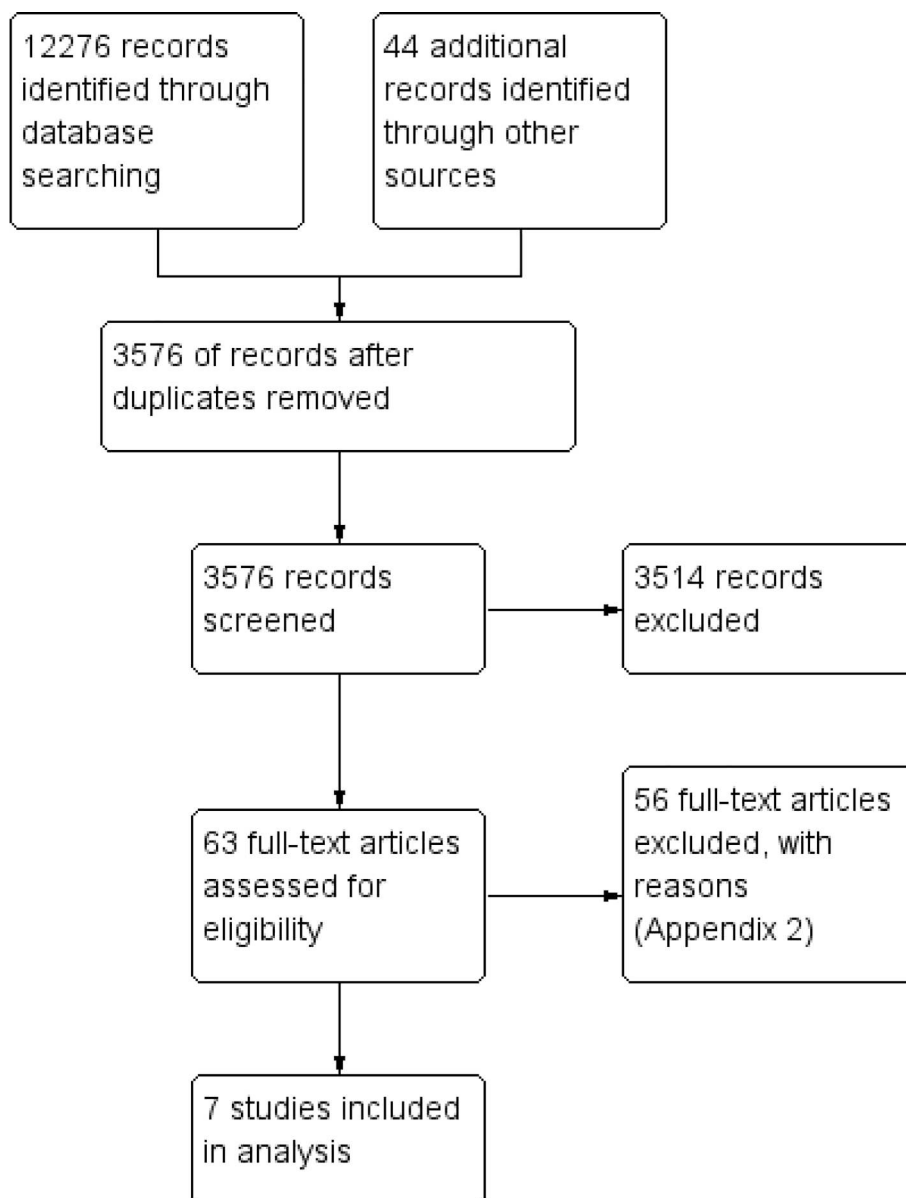 12276 records
identified through
database
searching
44 additional
records identified
through other
sources
3576 of records after
duplicates removed
3576 records
screened
3514 records
excluded
63 full-text articles
assessed for
eligibility
56 full-text articles
excluded, with
reasons
(Appendix 2)
7 studies included
in analysis